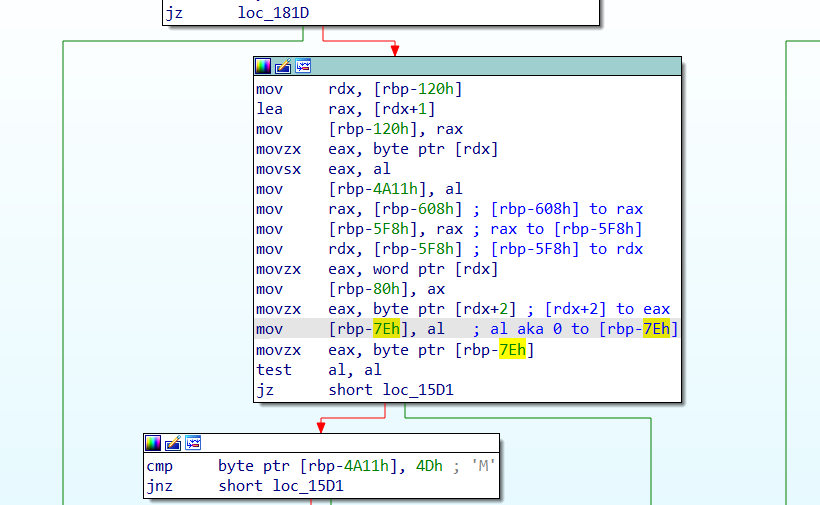 jz loc_181D
mov rdx, [rbp-120h]
lea rax, [rdx+1]
mov [rbp-120h], rax
movzx eax, byte ptr [rdx]
movsx eax, al
mov [rbp-4A11h], al
mov rax, [rbp-608h] ; [rbp-608h] to rax
mov [rbp-5F8h], rax ; rax to [rbp-5F8h]
mov rdx, [rbp-5F8h] ; [rbp-5F8h] to rdx
movzx eax, word ptr [rdx]
mov [rbp-80h], ax
movzx eax, byte ptr [rdx+2] ; [rdx+2] to eax
mov [rbp-7Eh], al ; al aka 0 to [rbp-7Eh]
movzx eax, byte ptr [rbp-7Eh]
test al, al
jz short loc_15D1
cmp byte ptr [rbp-4A11h], 4Dh ; 'M'
jnz short loc_15D1